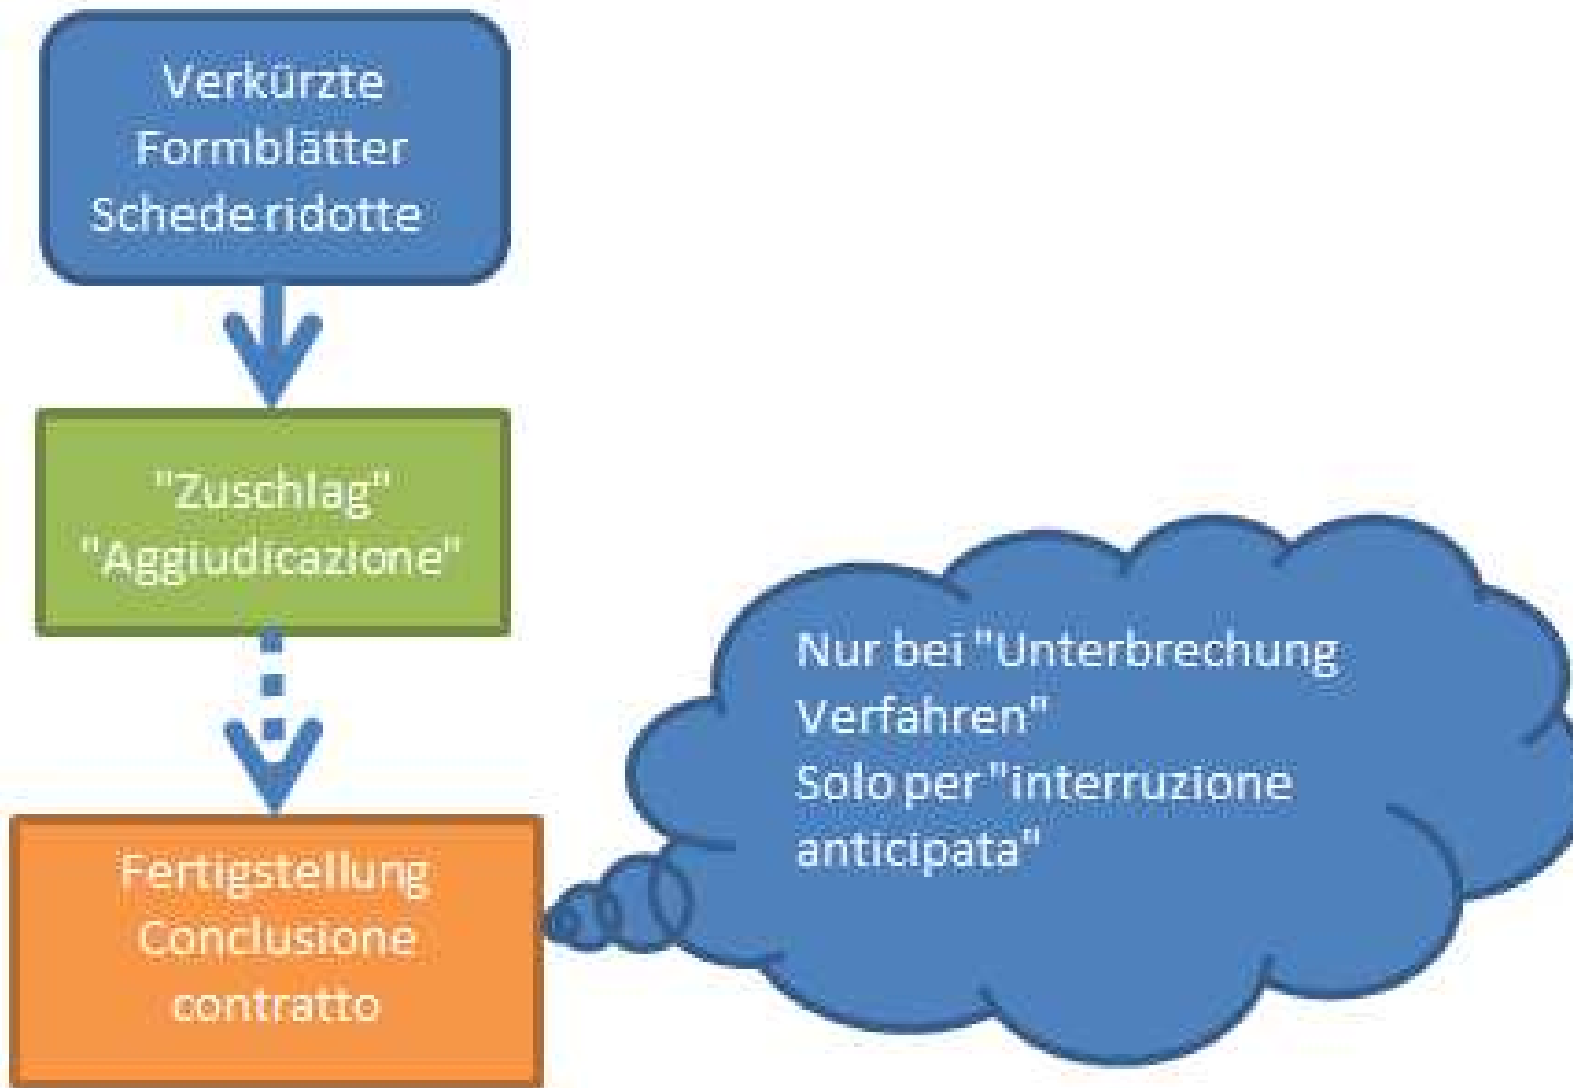 Verkürzte
Formblätter
Schede ridotte
"Zuschlag"
"Aggiudicazione"
Nur bei "Unterbrechung
Verfahren"
Solo per "interruzione
anticipata"
Fertigstellung
Conclusione
contratto